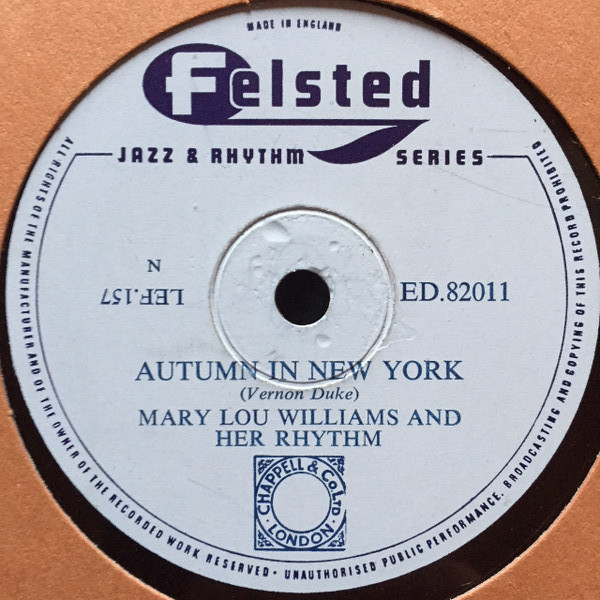 MADE IN ENGLAND
Felsted
JAZZ & RHYTHM SERIES
N
LEF.157
ED.82011
AUTUMN IN NEW YORK
(Vernon Duke)
MARY LOU WILLIAMS AND
HER RHYTHM
CHAPPELL & CO. LTD
LONDON
ALL RIGHTS OF THE MANUFACTURER AND OF THE OWNER OF THE RECORDED WORK RESERVED · UNAUTHORISED PUBLIC PERFORMANCE, BROADCASTING AND COPYING OF THIS RECORD PROHIBITED